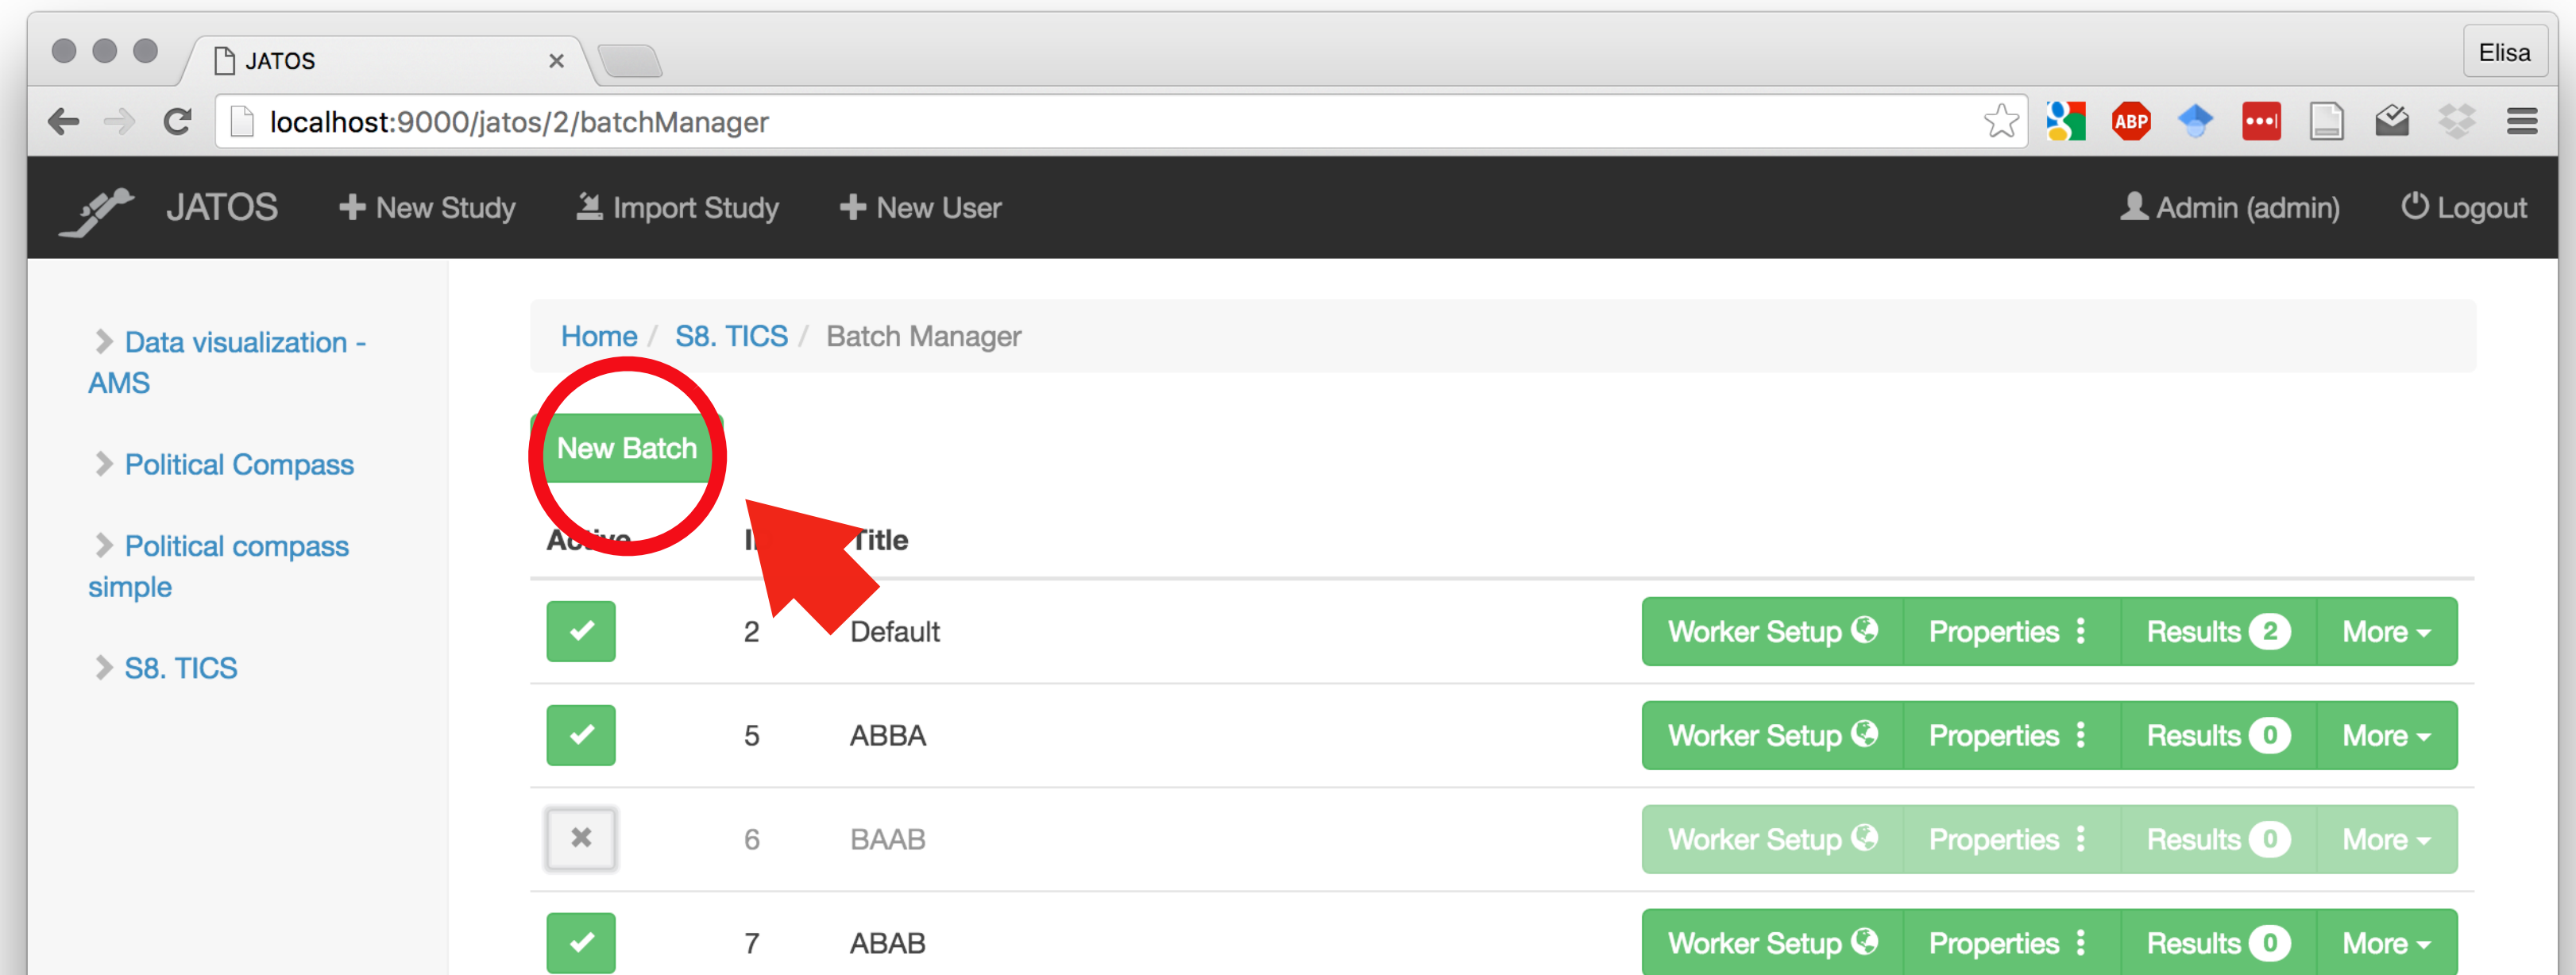 JATOS
Elisa
localhost:9000/jatos/2/batchManager
ABP
JATOS New Study Import Study New User Admin (admin) Logout
Data visualization -
AMS
Political Compass
Political compass
simple
S8. TICS
Home / S8. TICS / Batch Manager
New Batch
Active Title
2 Default Worker Setup Properties Results 2 More
5 ABBA Worker Setup Properties Results 0 More
6 BAAB Worker Setup Properties Results 0 More
7 ABAB Worker Setup Properties Results 0 More